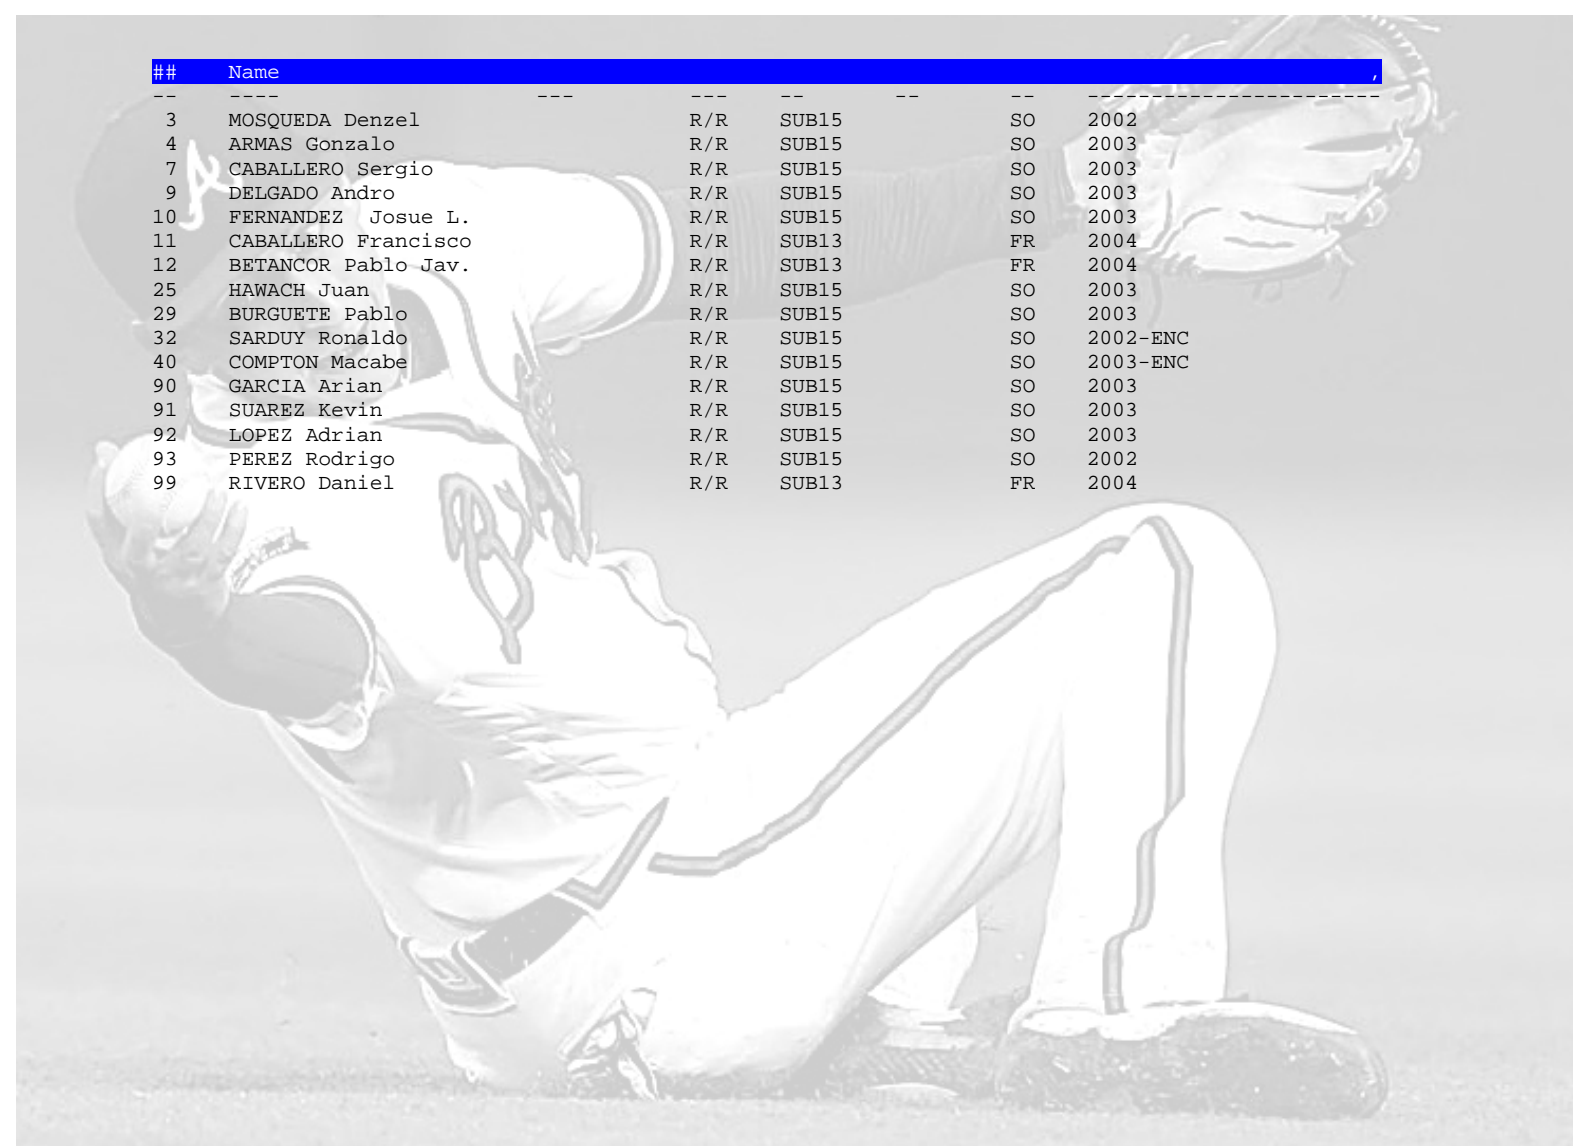 ## Name ,
-- ---- --- --- -- -- -- -----------------------
3 MOSQUEDA Denzel R/R SUB15 SO 2002
4 ARMAS Gonzalo R/R SUB15 SO 2003
7 CABALLERO Sergio R/R SUB15 SO 2003
9 DELGADO Andro R/R SUB15 SO 2003
10 FERNANDEZ  Josue L. R/R SUB15 SO 2003
11 CABALLERO Francisco R/R SUB13 FR 2004
12 BETANCOR Pablo Jav. R/R SUB13 FR 2004
25 HAWACH Juan R/R SUB15 SO 2003
29 BURGUETE Pablo R/R SUB15 SO 2003
32 SARDUY Ronaldo R/R SUB15 SO 2002-ENC
40 COMPTON Macabe R/R SUB15 SO 2003-ENC
90 GARCIA Arian R/R SUB15 SO 2003
91 SUAREZ Kevin R/R SUB15 SO 2003
92 LOPEZ Adrian R/R SUB15 SO 2003
93 PEREZ Rodrigo R/R SUB15 SO 2002
99 RIVERO Daniel R/R SUB13 FR 2004